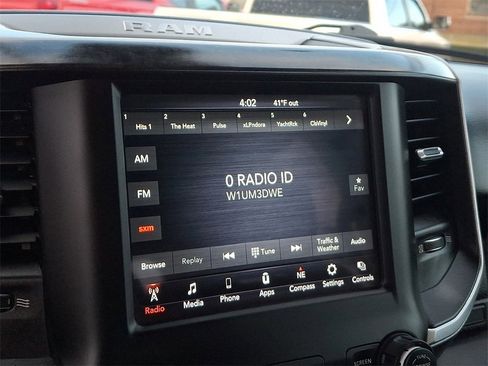 RAM
4:02 41°F out
1 Hits 1 2 The Heat 3 Pulse 4 xLPndora 5 YachtRck 6 ClsVinyl
AM
FM
sxm
0 RADIO ID
W1UM3DWE
Fav
Browse Replay Tune Traffic & Weather Audio
Radio Media Phone Apps NE Compass Settings Controls
SCREEN